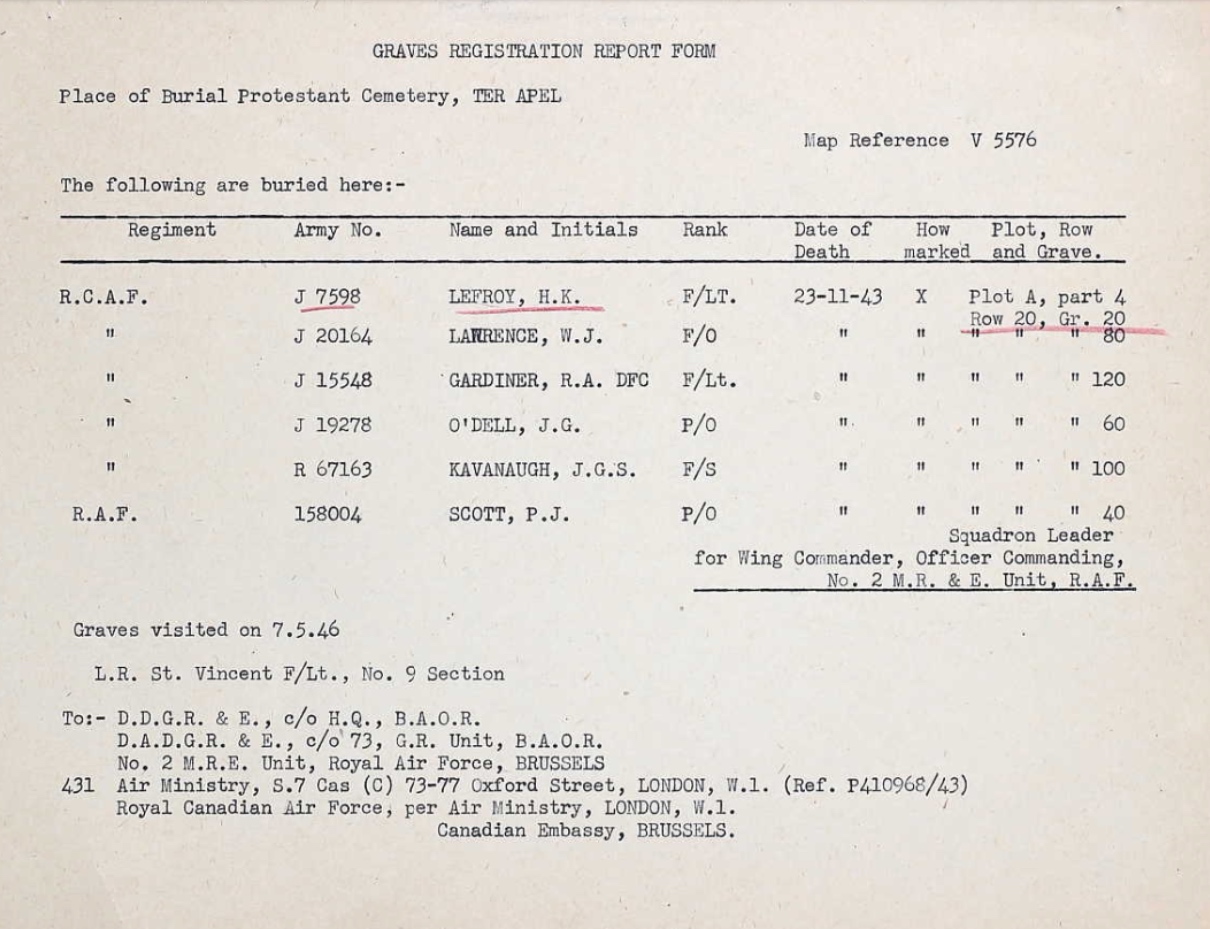 GRAVES REGISTRATION REPORT FORM
Place of Burial Protestant Cemetery, TER APEL
Map Reference V 5576
The following are buried here:-
Regiment Army No. Name and Initials Rank Date of Death How marked Plot, Row and Grave.
R.C.A.F. J 7598 LEFROY, H.K. F/LT. 23-11-43 X Plot A, part 4
Row 20, Gr. 20
" J 20164 LAWRENCE, W.J. F/O " " " " " 80
" J 15548 GARDINER, R.A. DFC F/Lt. " " " " " 120
" J 19278 O'DELL, J.G. P/O " " " " " 60
" R 67163 KAVANAUGH, J.G.S. F/S " " " " " 100
R.A.F. 158004 SCOTT, P.J. P/O " " " " " 40
Squadron Leader
for Wing Commander, Officer Commanding,
No. 2 M.R. & E. Unit, R.A.F.
Graves visited on 7.5.46
L.R. St. Vincent F/Lt., No. 9 Section
To:- D.D.G.R. & E., c/o H.Q., B.A.O.R.
D.A.D.G.R. & E., c/o 73, G.R. Unit, B.A.O.R.
No. 2 M.R.E. Unit, Royal Air Force, BRUSSELS
431 Air Ministry, S.7 Cas (C) 73-77 Oxford Street, LONDON, W.1. (Ref. P410968/43)
Royal Canadian Air Force, per Air Ministry, LONDON, W.1.
Canadian Embassy, BRUSSELS.